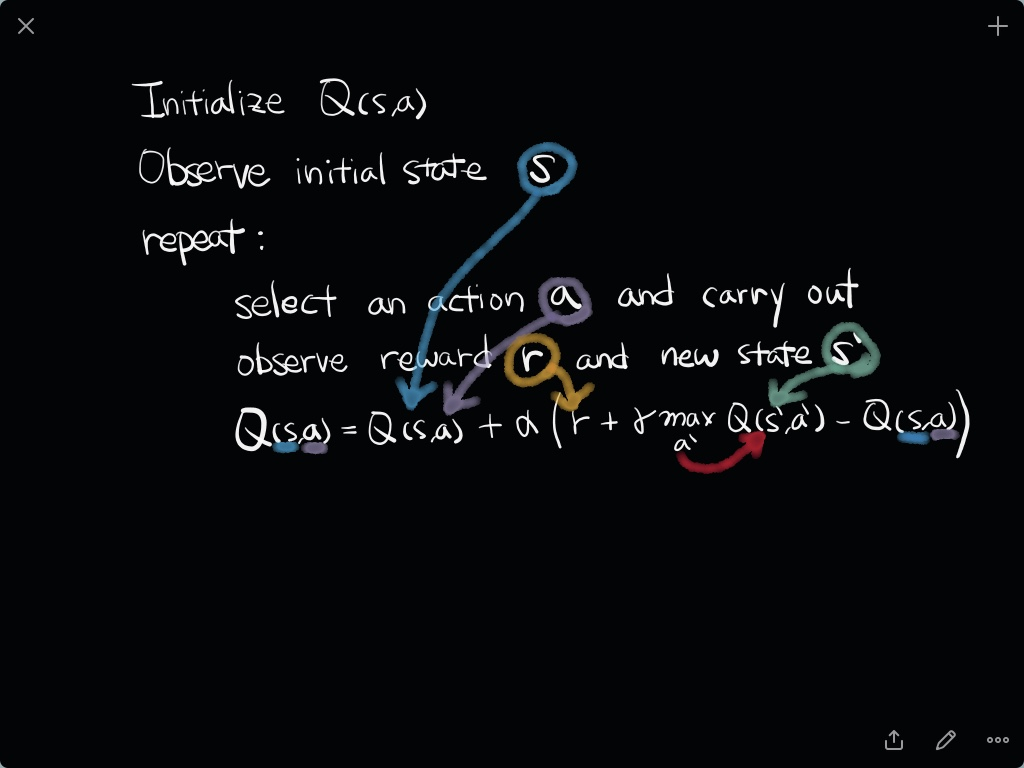 Initialize Q(s,a)
Observe initial state s
repeat:
select an action a and carry out
observe reward r and new state s'
Q(s,a) = Q(s,a) + α(r + γ max Q(s',a') - Q(s,a))
a'